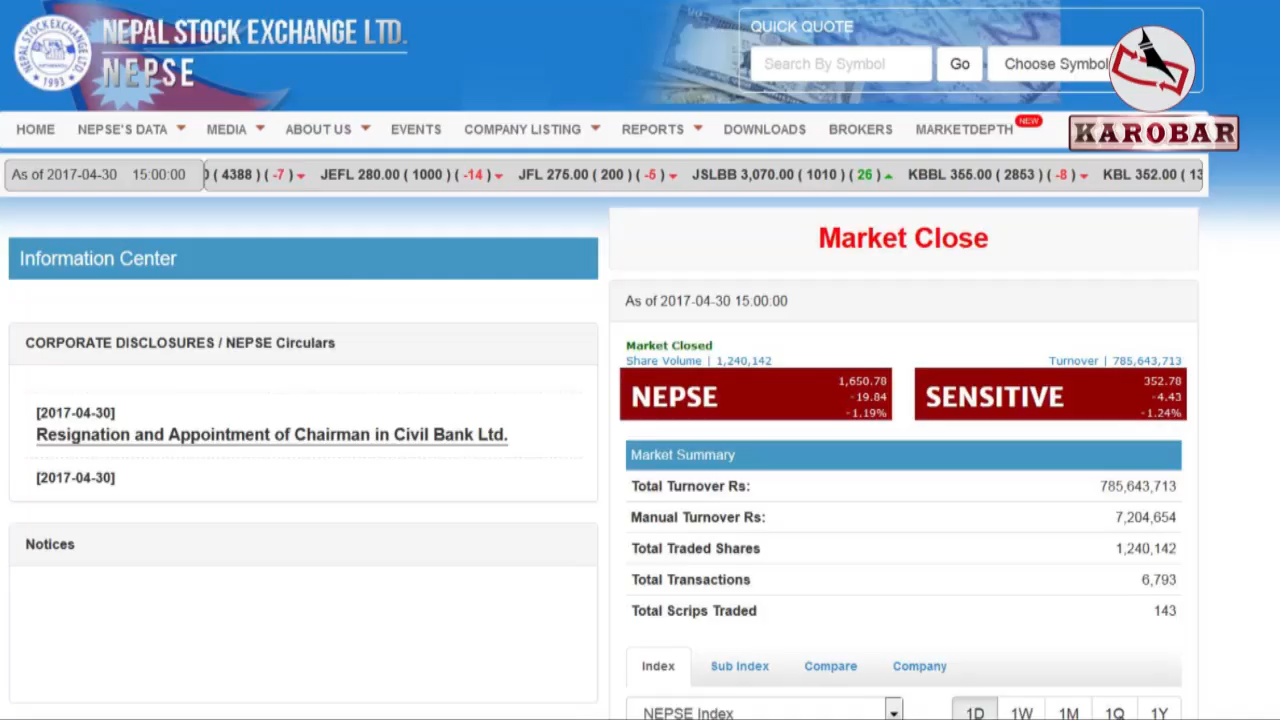 NEPAL STOCK EXCHANGE LTD.
NEPSE
1993
QUICK QUOTE
Search By Symbol
Go
Choose Symbol
KAROBAR
HOME NEPSE'S DATA MEDIA ABOUT US EVENTS COMPANY LISTING REPORTS DOWNLOADS BROKERS MARKETDEPTH NEW
As of 2017-04-30 15:00:00
( 4388 ) ( -7 ) JEFL 280.00 ( 1000 ) ( -14 ) JFL 275.00 ( 200 ) ( -5 ) JSLBB 3,070.00 ( 1010 ) ( 26 ) KBBL 355.00 ( 2853 ) ( -8 ) KBL 352.00 ( 13
Information Center
CORPORATE DISCLOSURES / NEPSE Circulars
[2017-04-30]
Resignation and Appointment of Chairman in Civil Bank Ltd.
[2017-04-30]
Notices
Market Close
As of 2017-04-30 15:00:00
Market Closed
Share Volume | 1,240,142 Turnover | 785,643,713
NEPSE
1,650.78
-19.84
-1.19%
SENSITIVE
352.78
-4.43
-1.24%
Market Summary
Total Turnover Rs: 785,643,713
Manual Turnover Rs: 7,204,654
Total Traded Shares 1,240,142
Total Transactions 6,793
Total Scrips Traded 143
Index Sub Index Compare Company
NEPSE Index 1D 1W 1M 1Q 1Y